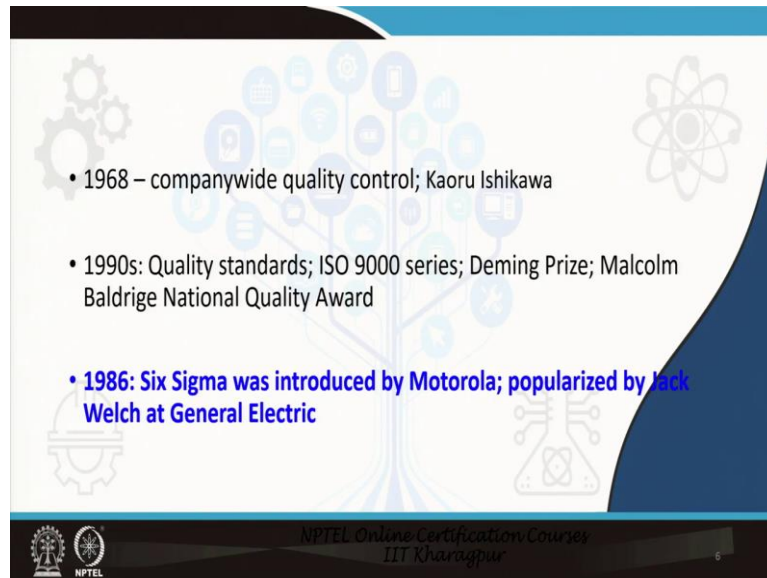 • 1968 – companywide quality control; Kaoru Ishikawa
• 1990s: Quality standards; ISO 9000 series; Deming Prize; Malcolm
Baldrige National Quality Award
• 1986: Six Sigma was introduced by Motorola; popularized by Jack
Welch at General Electric
NPTEL Online Certification Courses
IIT Kharagpur
NPTEL
6